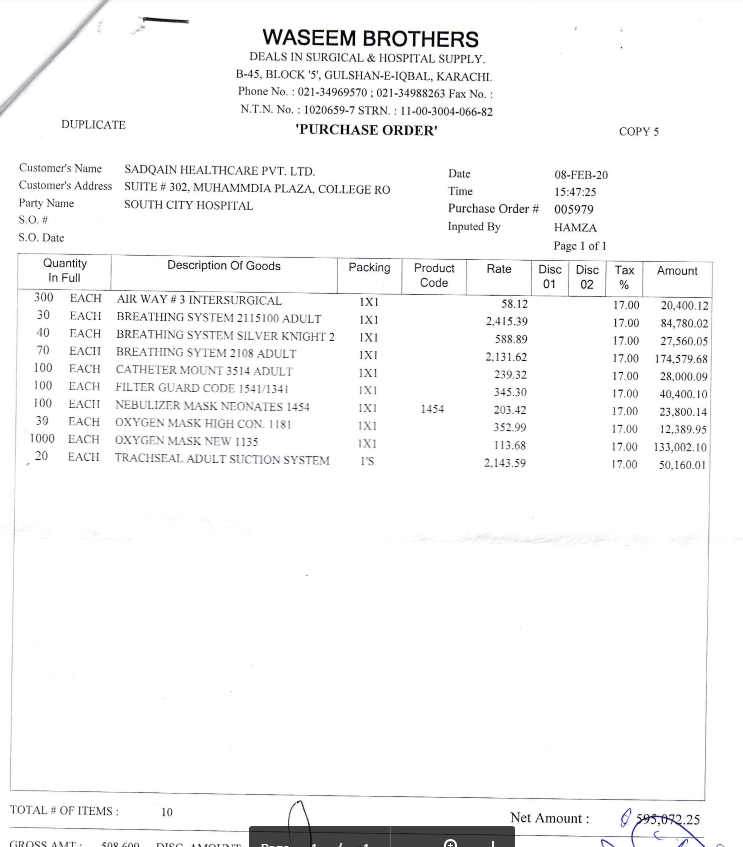 WASEEM BROTHERS
DEALS IN SURGICAL & HOSPITAL SUPPLY.
B-45, BLOCK '5', GULSHAN-E-IQBAL, KARACHI.
Phone No. : 021-34969570 ; 021-34988263 Fax No. :
N.T.N. No. : 1020659-7 STRN. : 11-00-3004-066-82
DUPLICATE 'PURCHASE ORDER' COPY 5
Customer's Name SADQAIN HEALTHCARE PVT. LTD. Date 08-FEB-20
Customer's Address SUITE # 302, MUHAMMDIA PLAZA, COLLEGE RO Time 15:47:25
Party Name SOUTH CITY HOSPITAL Purchase Order # 005979
S.O. # Inputed By HAMZA
S.O. Date Page 1 of 1
Quantity In Full Description Of Goods Packing Product Code Rate Disc 01 Disc 02 Tax % Amount
300 EACH AIR WAY # 3 INTERSURGICAL 1X1 58.12 17.00 20,400.12
30 EACH BREATHING SYSTEM 2115100 ADULT 1X1 2,415.39 17.00 84,780.02
40 EACH BREATHING SYSTEM SILVER KNIGHT 2 1X1 588.89 17.00 27,560.05
70 EACH BREATHING SYTEM 2108 ADULT 1X1 2,131.62 17.00 174,579.68
100 EACH CATHETER MOUNT 3514 ADULT 1X1 239.32 17.00 28,000.09
100 EACH FILTER GUARD CODE 1541/1341 1X1 345.30 17.00 40,400.10
100 EACH NEBULIZER MASK NEONATES 1454 1X1 1454 203.42 17.00 23,800.14
30 EACH OXYGEN MASK HIGH CON. 1181 1X1 352.99 17.00 12,389.95
1000 EACH OXYGEN MASK NEW 1135 1X1 113.68 17.00 133,002.10
20 EACH TRACHSEAL ADULT SUCTION SYSTEM 1'S 2,143.59 17.00 50,160.01
TOTAL # OF ITEMS : 10 Net Amount : 595,072.25
GROSS AMT : 508,609 DISC. AMOUNT
Page 1 / 1